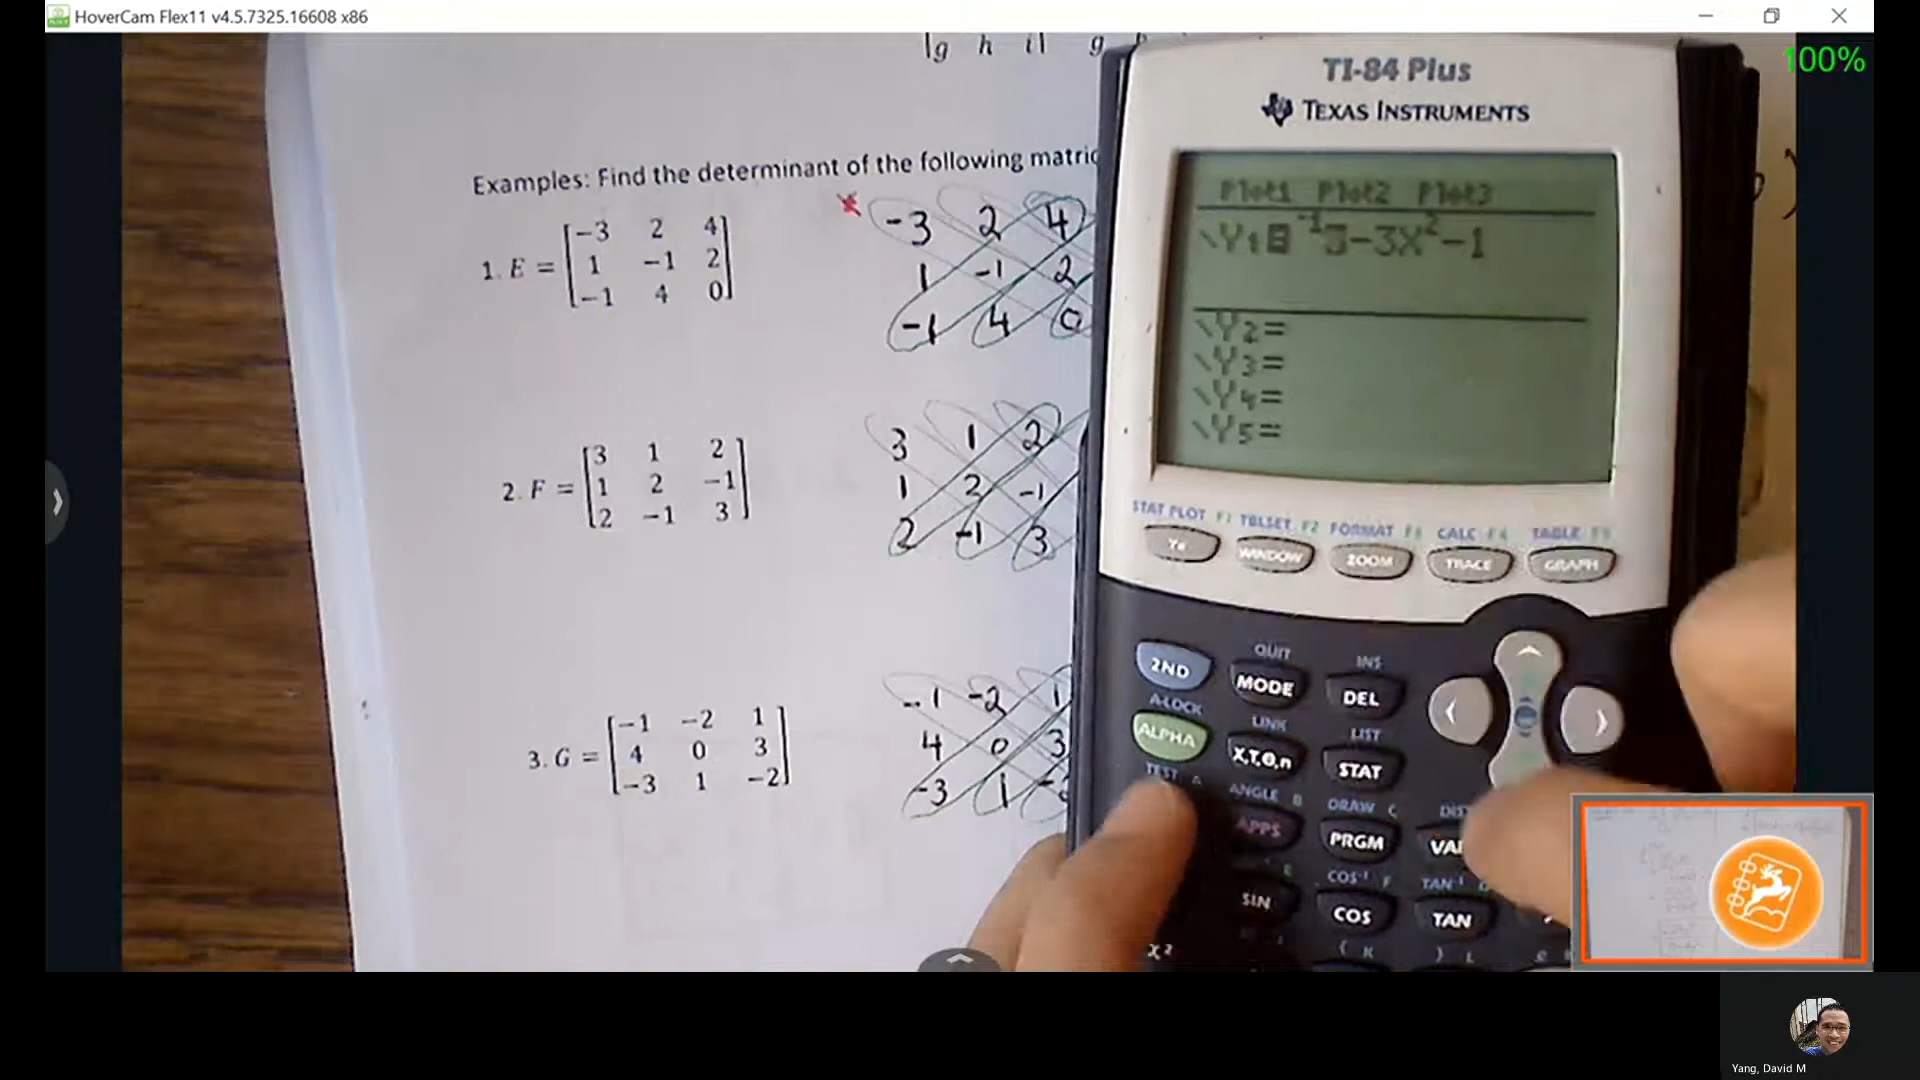 HoverCam Flex11 v4.5.7325.16608 x86
100%
g h i g
Examples: Find the determinant of the following
1. E =
-3 2 4
1 -1 2
-1 4 0
-3 2 4
1 -1 2
-1 4 0
2. F =
3 1 2
1 2 -1
2 -1 3
3 1 2
1 2 -1
2 -1 3
3. G =
-1 -2 1
4 0 3
-3 1 -2
-1 -2 1
4 0 3
-3 1
TI-84 Plus
TEXAS INSTRUMENTS
Plot1 Plot2 Plot3
\Y1= -3X²-1
\Y2=
\Y3=
\Y4=
\Y5=
STAT PLOT F1 TBLSET F2 FORMAT F3 CALC F4 TABLE F5
Y= WINDOW ZOOM TRACE GRAPH
QUIT INS
2ND MODE DEL
A-LOCK LINK LIST
ALPHA X,T,Θ,n STAT
TEST A ANGLE B DRAW C
APPS PRGM
COS⁻¹ F TAN⁻¹
SIN COS TAN
( K ) L
x²
Yang, David M